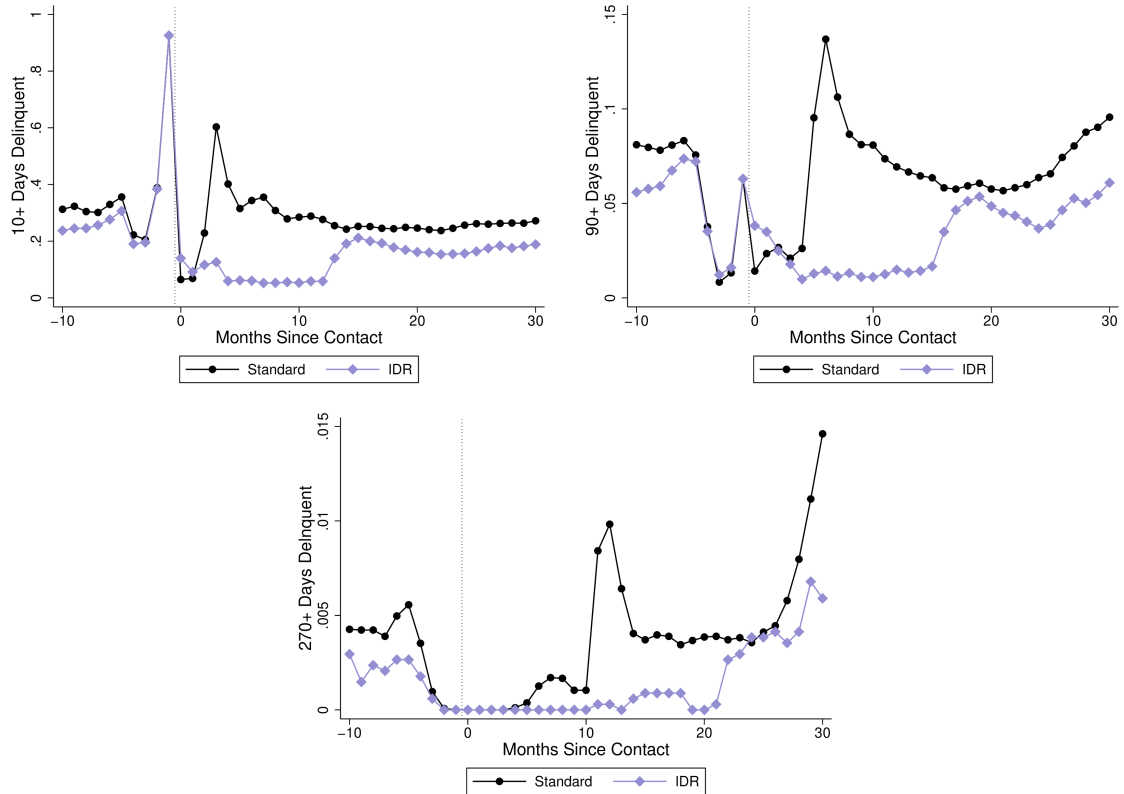 10+ Days Delinquent
1
.8
.6
.4
.2
0
−10 0 10 20 30
Months Since Contact
Standard IDR
90+ Days Delinquent
.15
.1
.05
0
−10 0 10 20 30
Months Since Contact
Standard IDR
270+ Days Delnquent
.015
.01
.005
0
−10 0 10 20 30
Months Since Contact
Standard IDR